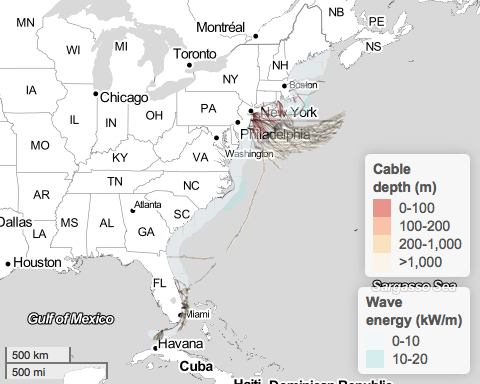 MN
Montréal
NB
PE
WI
MI
Toronto
NS
NH
NY
Boston
IA
Chicago
New York
PA
IL
IN
OH
Philadelphia
MO
Washington
KY
VA
TN
NC
AR
Atlanta
SC
Dallas
MS
AL
GA
LA
Houston
FL
Miami
Gulf of Mexico
Havana
Cuba
Haiti
Dominican Republic
Sargasso Sea
Cable
depth (m)
0-100
100-200
200-1,000
>1,000
Wave
energy (kW/m)
0-10
10-20
500 km
500 mi